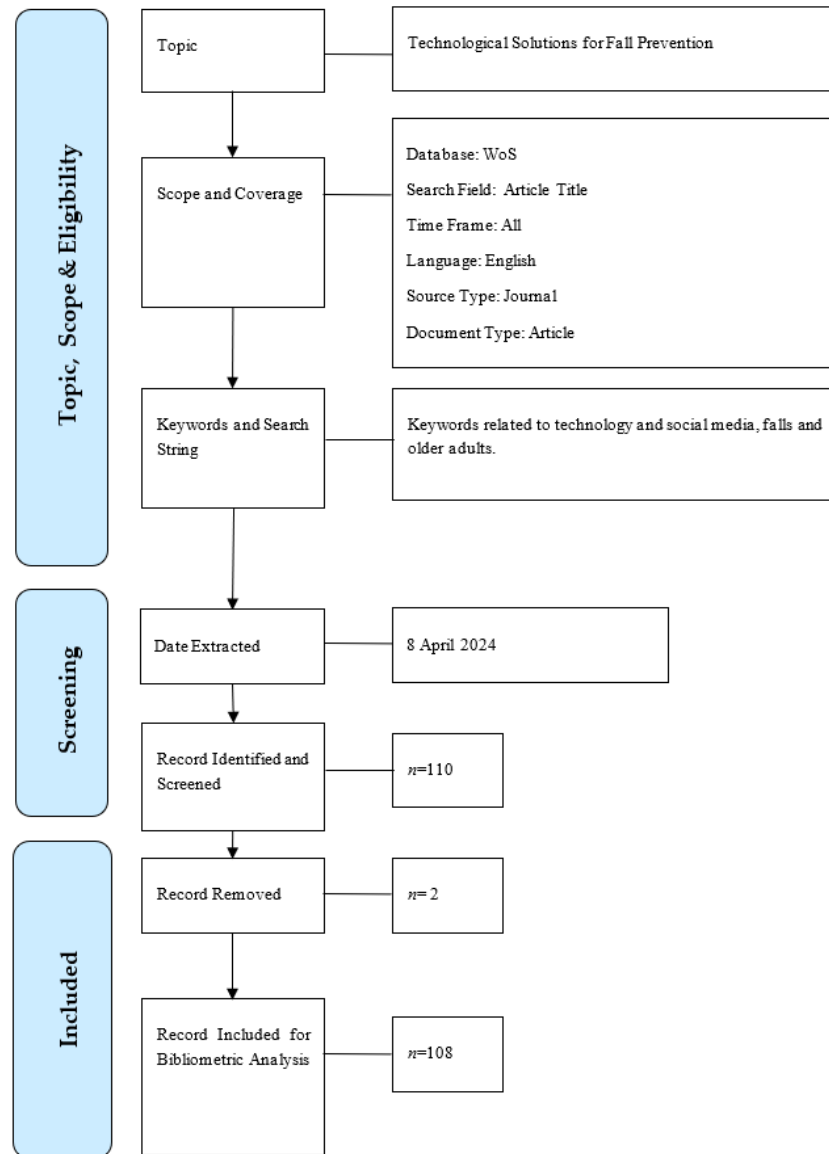 Topic, Scope & Eligibility
Topic
Technological Solutions for Fall Prevention
Scope and Coverage
Database: WoS
Search Field: Article Title
Time Frame: All
Language: English
Source Type: Journal
Document Type: Article
Keywords and Search
String
Keywords related to technology and social media, falls and
older adults.
Screening
Date Extracted
8 April 2024
Record Identified and
Screened
n=110
Included
Record Removed
n= 2
Record Included for
Bibliometric Analysis
n=108